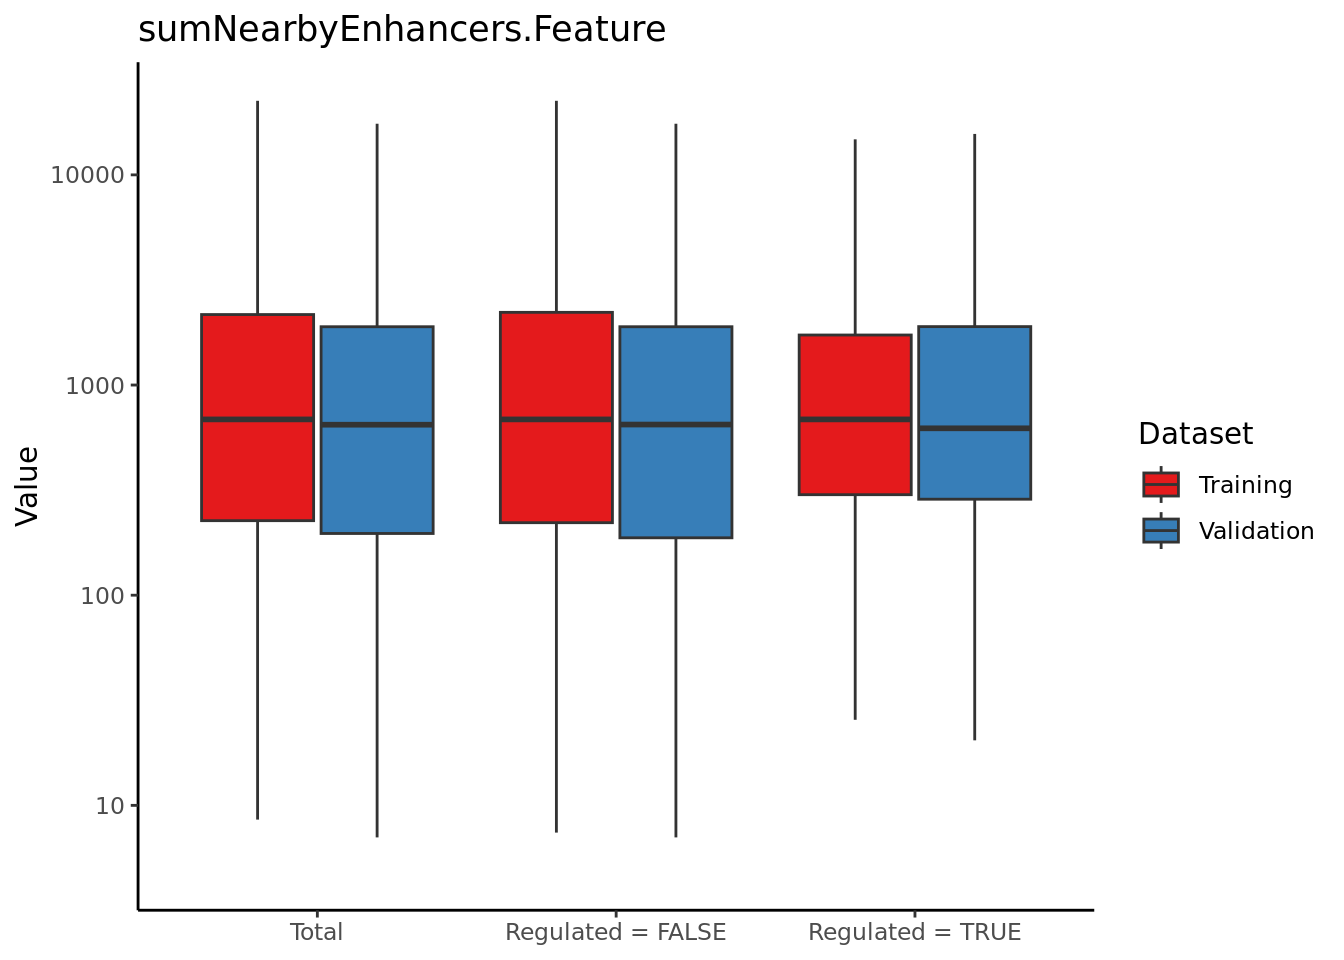 sumNearbyEnhancers.Feature
Value
10000
1000
100
10
Total
Regulated = FALSE
Regulated = TRUE
Dataset
Training
Validation